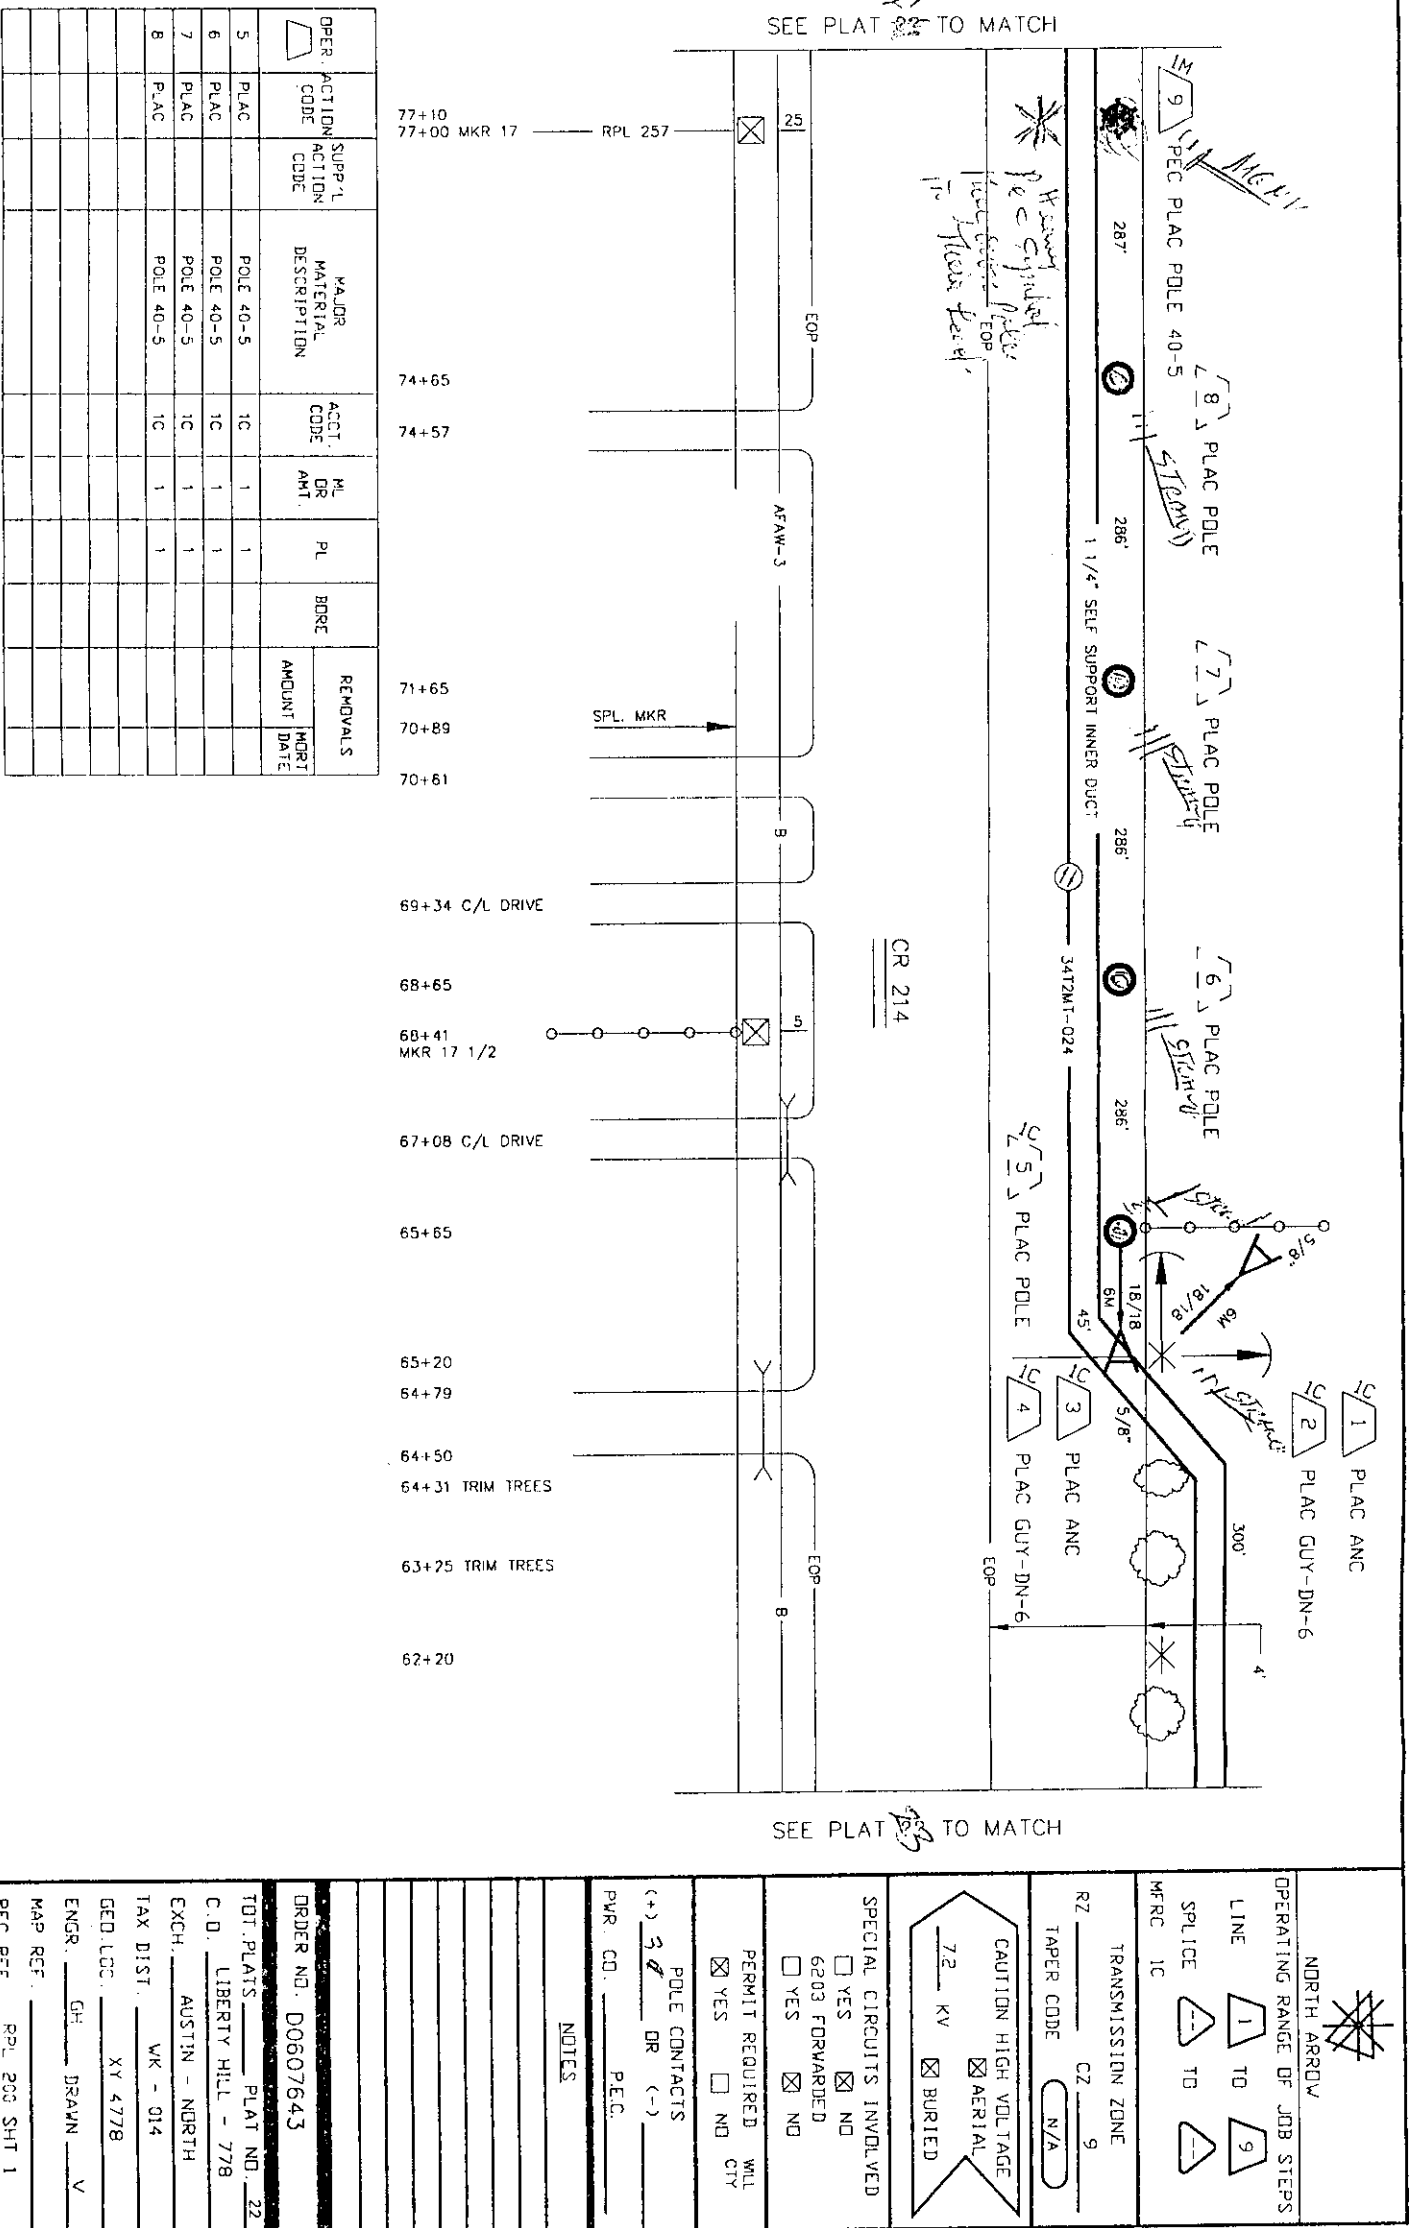 SEE PLAT TO MATCH
OPER.
ACTION CODE
SUPP'L ACTION CODE
MAJOR MATERIAL DESCRIPTION
ACCT. CODE
ML OR AMT.
PL
BORE
REMOVALS
AMOUNT
MORT DATE
5 PLAC POLE 40-5 1C 1 1
6 PLAC POLE 40-5 1C 1 1
7 PLAC POLE 40-5 1C 1 1
8 PLAC POLE 40-5 1C 1 1
77+10
77+00 MKR 17
RPL 257
25
74+65
74+57
71+65
70+89
SPL. MKR
70+61
69+34 C/L DRIVE
68+65
68+41
MKR 17 1/2
5
67+08 C/L DRIVE
65+65
65+20
64+79
64+50
64+31 TRIM TREES
63+25 TRIM TREES
62+20
EOP
AFAW-3
B
EOP
B
EOP
EOP
CR 214
1M
9
PEC PLAC POLE 40-5
287'
8 PLAC POLE
286'
1 1/4" SELF SUPPORT INNER DUCT
7 PLAC POLE
286'
34T2MT-024
6 PLAC POLE
286'
1C
5 PLAC POLE
5/8"
6M
18/18
18/18
6M
45'
5/8"
1C
1 PLAC ANC
1C
2 PLAC GUY-DN-6
1C
3 PLAC ANC
1C
4 PLAC GUY-DN-6
300'
4'
SEE PLAT 23 TO MATCH
NORTH ARROW
OPERATING RANGE OF JOB STEPS
LINE 1 TO 9
SPLICE -- TO --
MFRC 1C
TRANSMISSION ZONE
RZ CZ 9
TAPER CODE N/A
CAUTION HIGH VOLTAGE
7.2 KV
☒ AERIAL
☒ BURIED
SPECIAL CIRCUITS INVOLVED
☐ YES ☒ NO
6203 FORWARDED
☐ YES ☒ NO
PERMIT REQUIRED WILL CTY
☒ YES ☐ NO
POLE CONTACTS
(+) OR (-)
PWR. CO. P.E.C.
NOTES
ORDER NO. D0607643
TOT.PLATS PLAT NO. 22
C.O. LIBERTY HILL - 778
EXCH. AUSTIN - NORTH
TAX DIST. WK - 014
GEO.LOC. XY 47778
ENGR. GH DRAWN V
MAP REF.
REC REF RPL 200 SHT 1